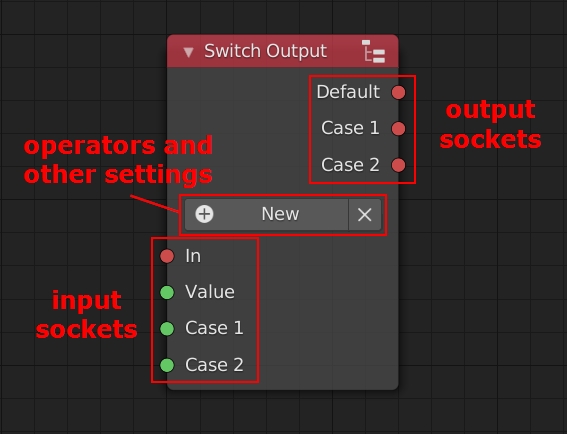 Switch Output
Default
Case 1
Case 2
output
sockets
operators and
other settings
New
In
Value
Case 1
Case 2
input
sockets